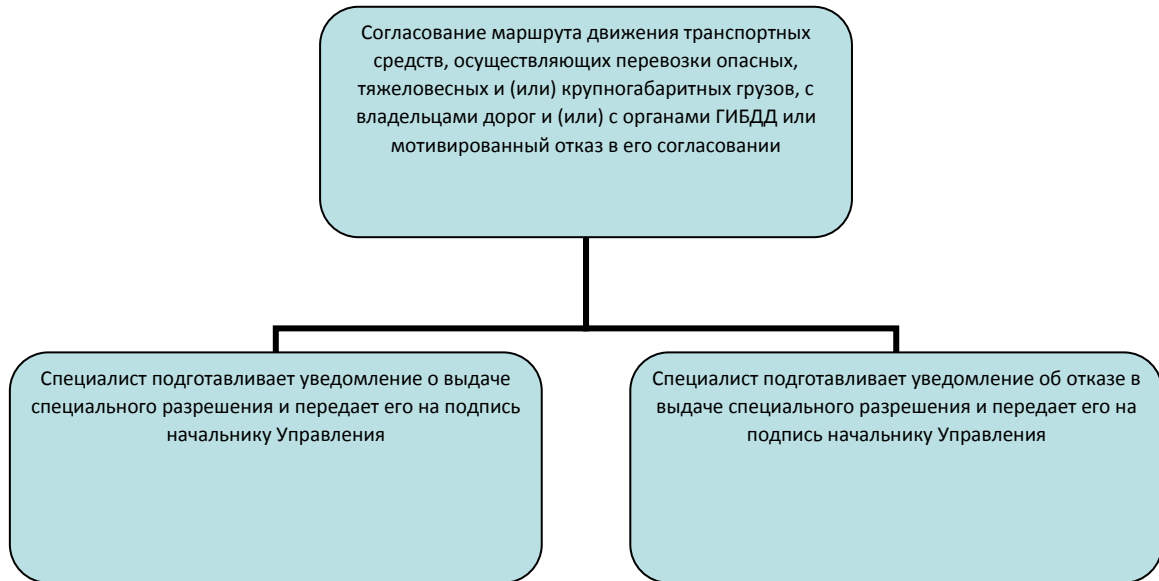 Согласование маршрута движения транспортных
средств, осуществляющих перевозки опасных,
тяжеловесных и (или) крупногабаритных грузов, с
владельцами дорог и (или) с органами ГИБДД или
мотивированный отказ в его согласовании
Специалист подготавливает уведомление о выдаче
специального разрешения и передает его на подпись
начальнику Управления
Специалист подготавливает уведомление об отказе в
выдаче специального разрешения и передает его на
подпись начальнику Управления